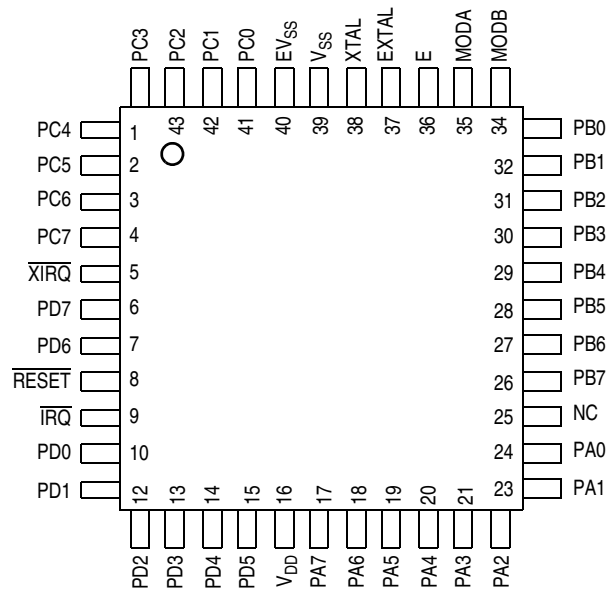 PC3 PC2 PC1 PC0 EVSS VSS XTAL EXTAL E MODA MODB
43 42 41 40 39 38 37 36 35 34
PC4 1 PB0
PC5 2 32 PB1
PC6 3 31 PB2
PC7 4 30 PB3
XIRQ 5 29 PB4
PD7 6 28 PB5
PD6 7 27 PB6
RESET 8 26 PB7
IRQ 9 25 NC
PD0 10 24 PA0
PD1 23 PA1
12 13 14 15 16 17 18 19 20 21
PD2 PD3 PD4 PD5 VDD PA7 PA6 PA5 PA4 PA3 PA2